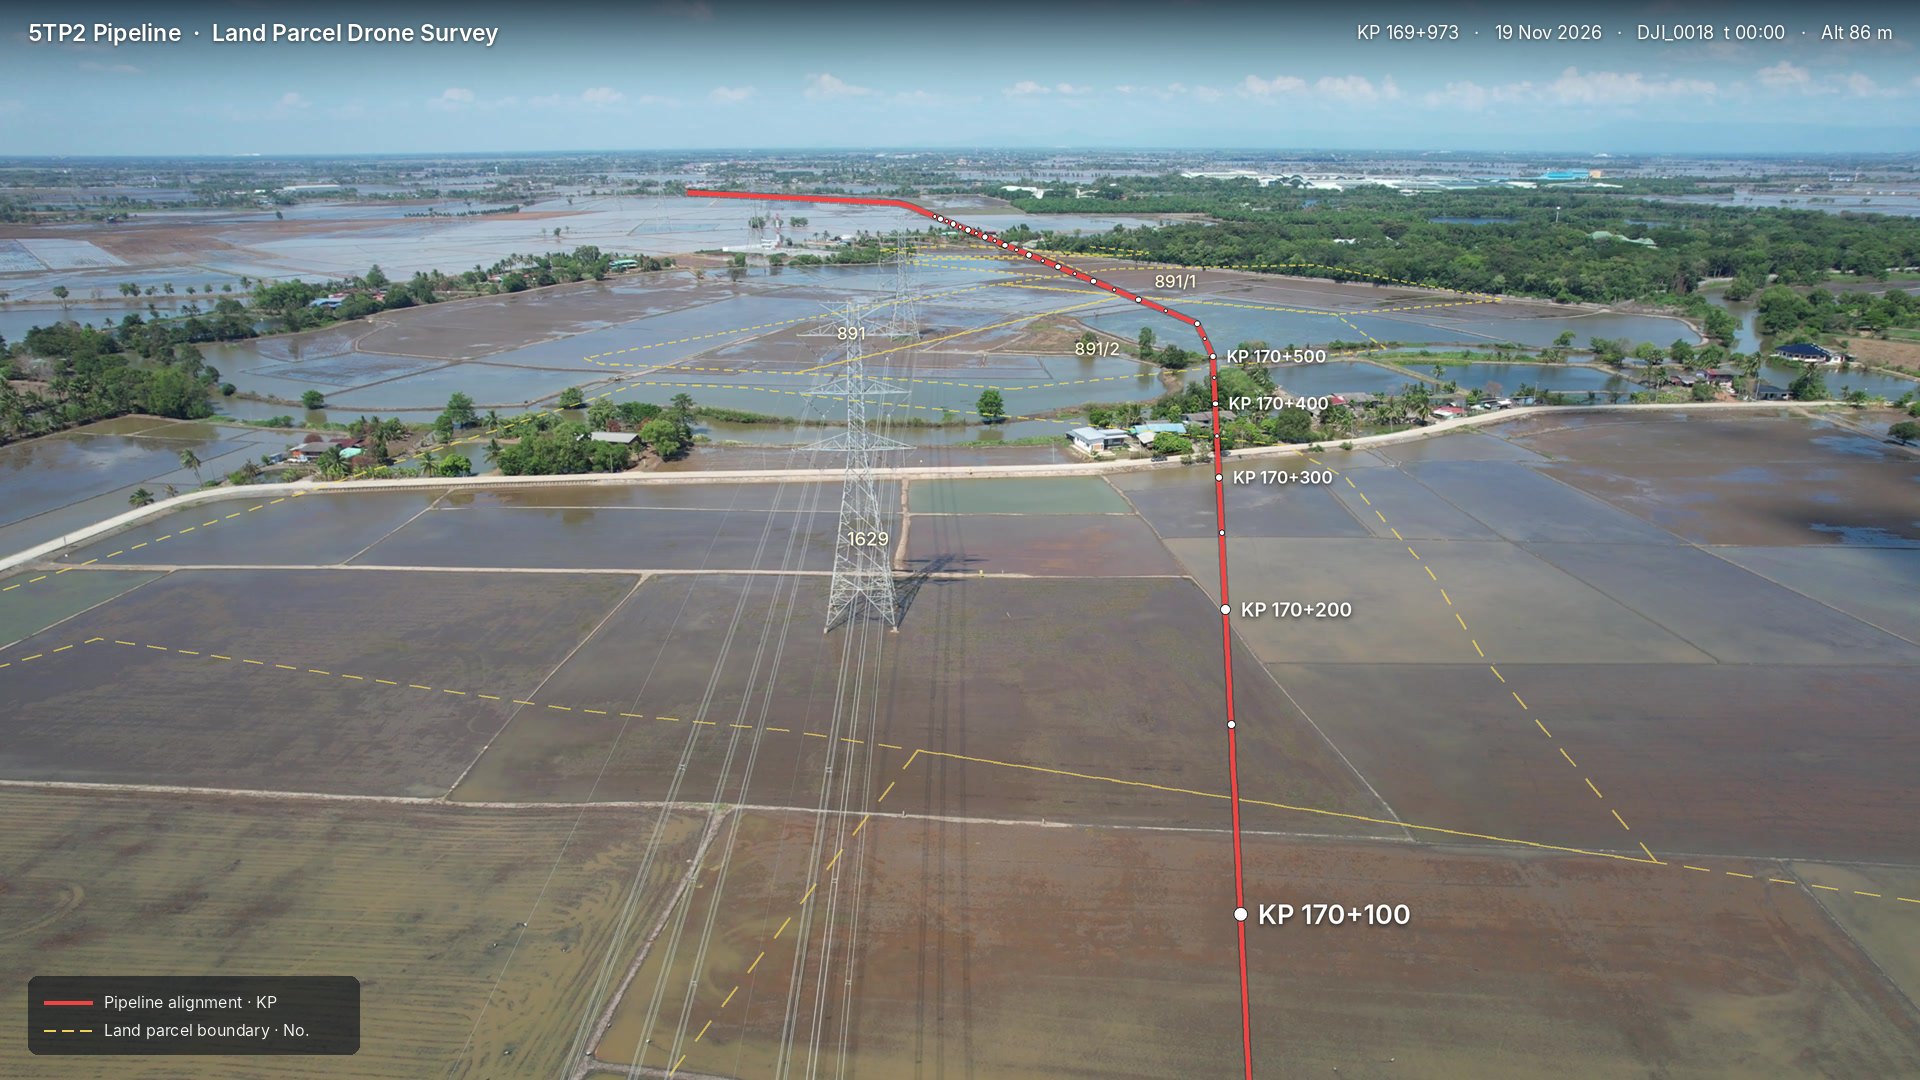 5TP2 Pipeline · Land Parcel Drone Survey
KP 169+973 · 19 Nov 2026 · DJI_0018 t 00:00 · Alt 86 m
891/1
891
891/2
KP 170+500
KP 170+400
KP 170+300
1629
KP 170+200
KP 170+100
Pipeline alignment · KP
Land parcel boundary · No.